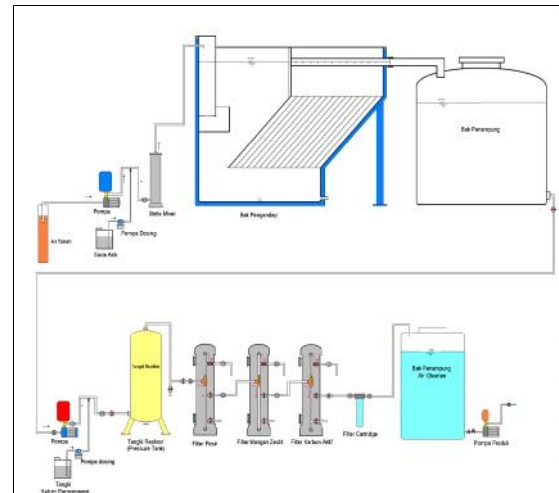 Bak Penampung
Pompa
Static Mixer
Bak Pengendap
Pompa Dosing
Air Tanah
Soda Ash
Tangki Reaktor
Bak Penampung
Air Olahan
Pompa
Tangki Reaktor
(Pressure Tank)
Filter Pasir
Filter Mangan Zeolit
Filter Karbon Aktif
Filter Cartridge
Pompa Produk
Pompa dosing
Tangki